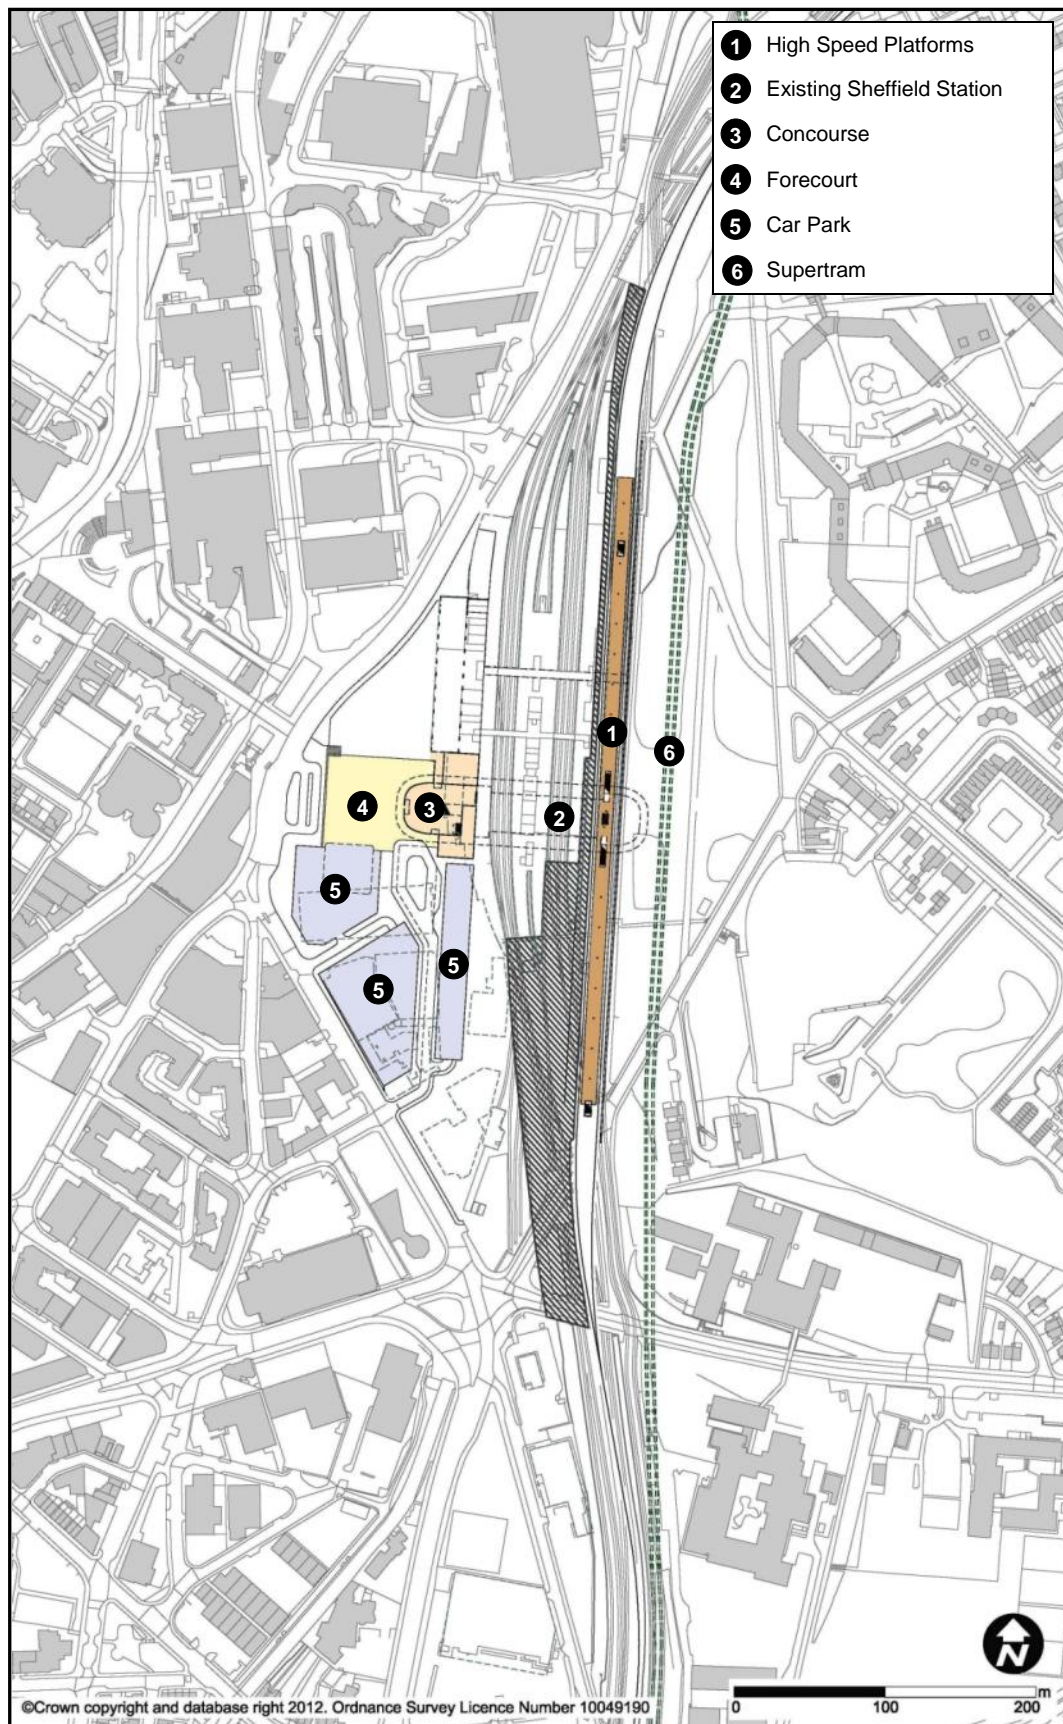 1 High Speed Platforms
2 Existing Sheffield Station
3 Concourse
4 Forecourt
5 Car Park
6 Supertram
1
6
4
3
2
5
5
5
N
0 100 200 m
©Crown copyright and database right 2012. Ordnance Survey Licence Number 10049190